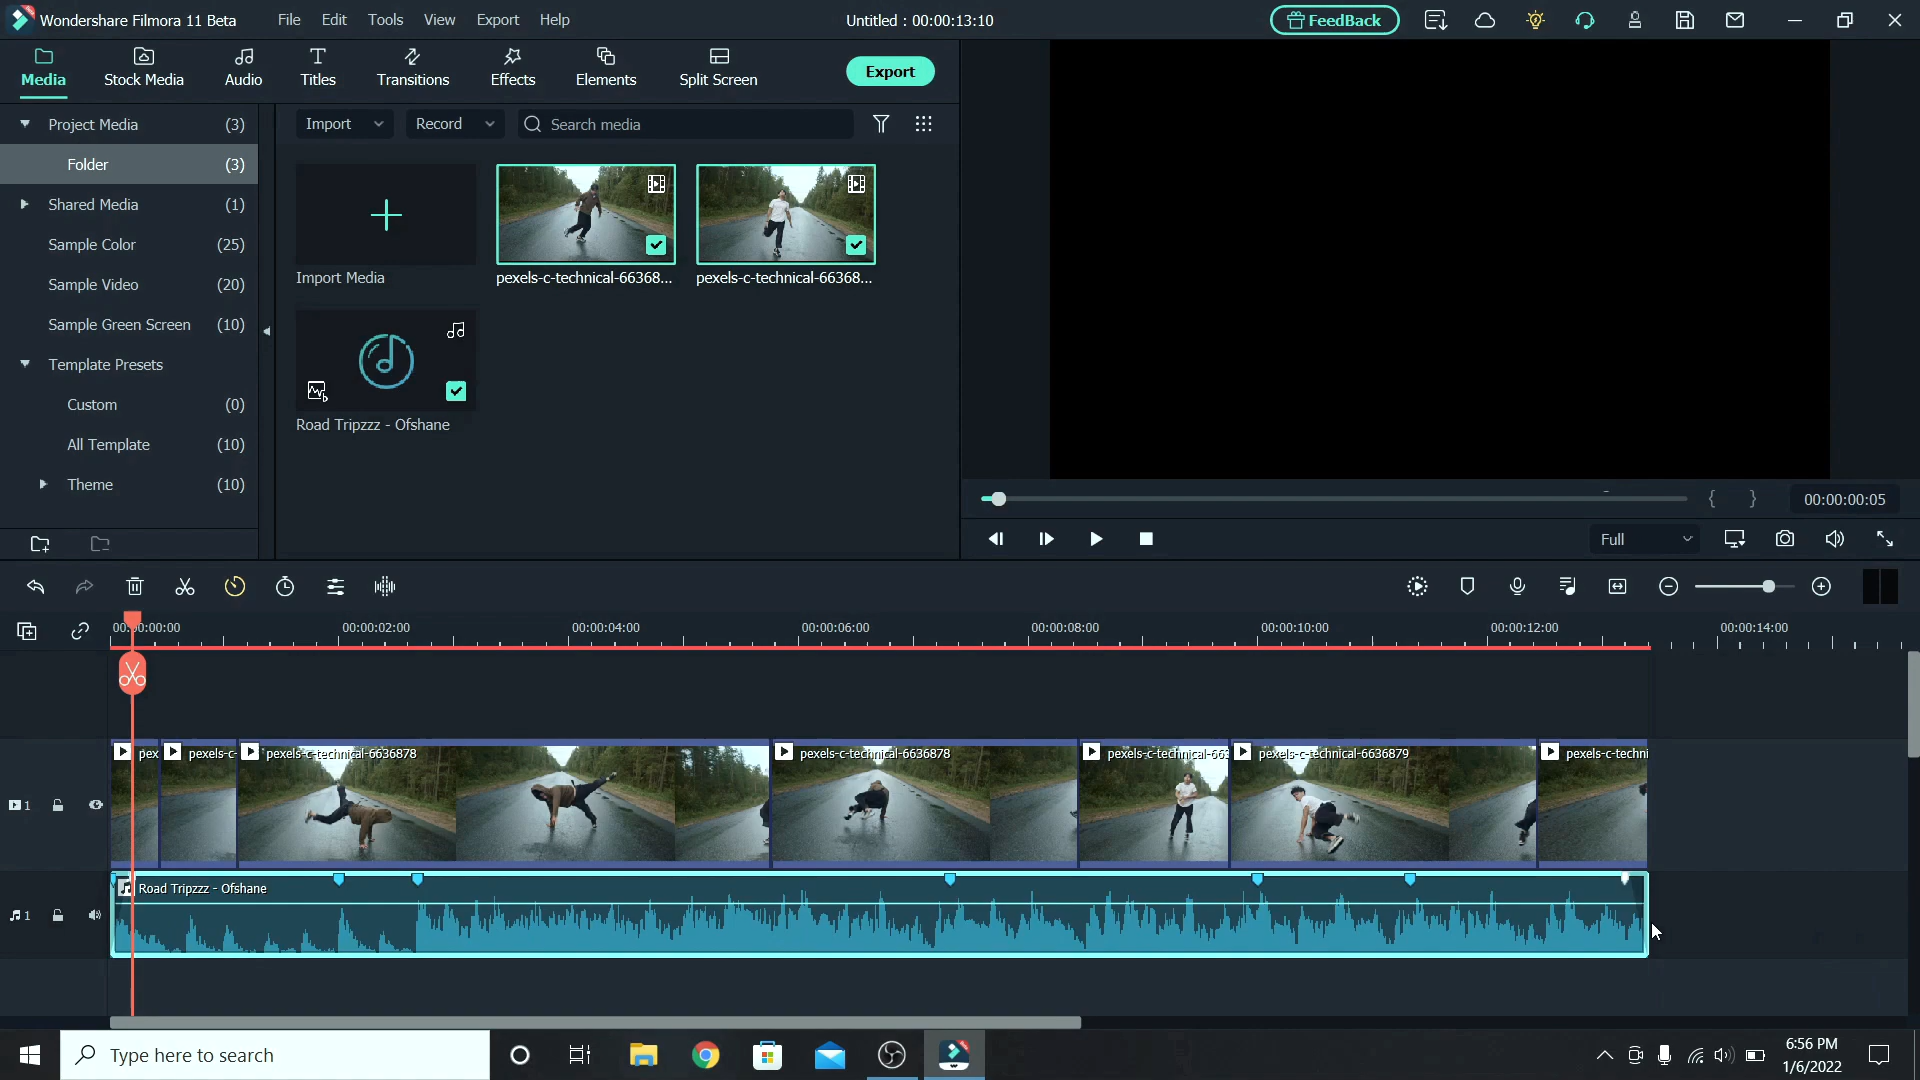 Wondershare Filmora 11 Beta File Edit Tools View Export Help Untitled : 00:00:13:10 FeedBack
Media Stock Media Audio Titles Transitions Effects Elements Split Screen Export
Project Media (3)
Folder (3)
Shared Media (1)
Sample Color (25)
Sample Video (20)
Sample Green Screen (10)
Template Presets
Custom (0)
All Template (10)
Theme (10)
Import Record Search media
Import Media pexels-c-technical-66368... pexels-c-technical-66368...
Road Tripzzz - Ofshane
00:00:00:05
Full
00:00:02:00 00:00:04:00 00:00:06:00 00:00:08:00 00:00:10:00 00:00:12:00 00:00:14:00
1 pex pexels-c- pexels-c-technical-6636878 pexels-c-technical-6636878 pexels-c-technical-663 pexels-c-technical-6636879 pexels-c-techni
1 Road Tripzzz - Ofshane
Type here to search
6:56 PM
1/6/2022